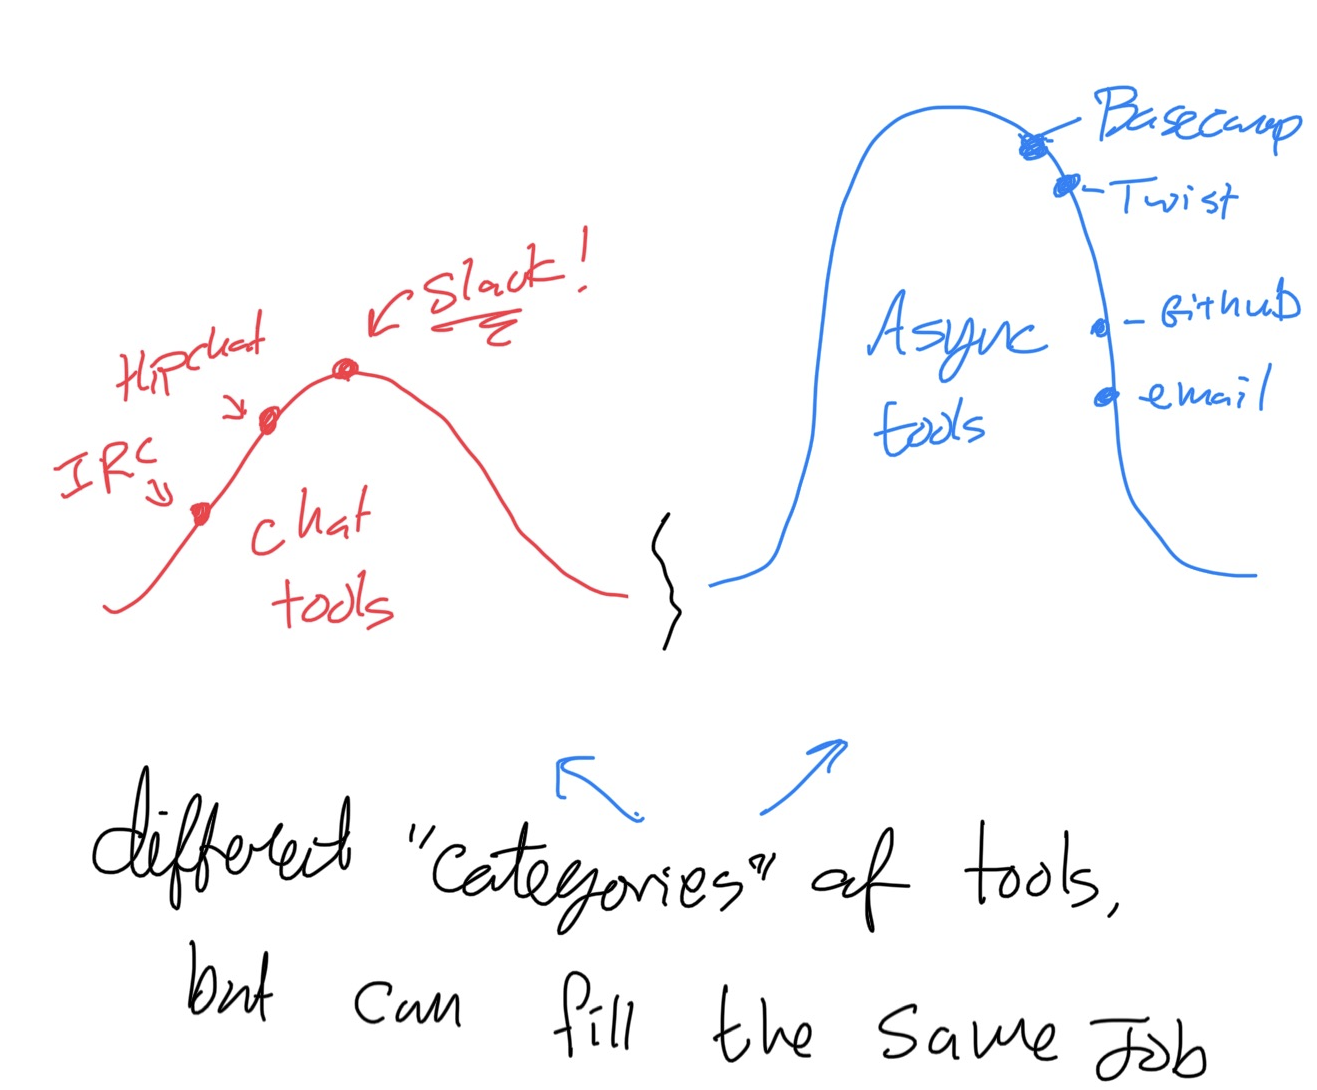 Hipchat
Slack!
IRC
chat
tools
Basecamp
Twist
Github
email
Async
tools
different "categories" of tools,
but can fill the same Job